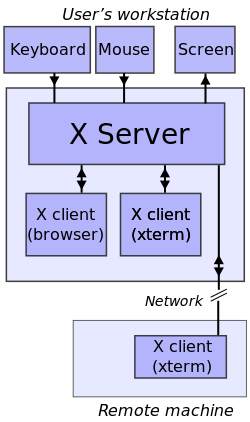 User's workstation
Keyboard Mouse Screen
X Server
X client
(browser)
X client
(xterm)
Network
X client
(xterm)
Remote machine